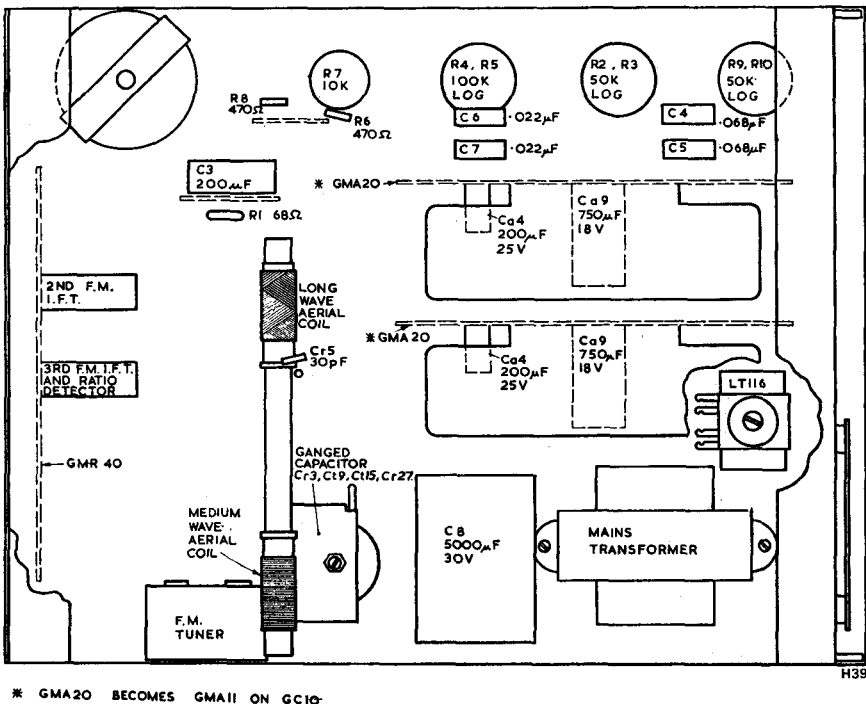 R7
10K
R4, R5
100K
LOG
R2, R3
50K
LOG
R9, R10
50K
LOG
R8
470Ω
R6
470Ω
C6
·022μF
C4
·068μF
C7
·022μF
C5
·068μF
C3
200μF
* GMA20
R1 68Ω
Ca4
200μF
25V
Ca9
750μF
18V
2ND F.M.
I.F.T.
LONG
WAVE
AERIAL
COIL
* GMA 20
Cr5
30pF
Ca4
200μF
25V
Ca9
750μF
18V
3RD F.M. I.F.T.
AND RATIO
DETECTOR
LT116
GMR 40
GANGED
CAPACITOR
Cr3, Ct9, Ct15, Cr27
MEDIUM
WAVE
AERIAL
COIL
C8
5000μF
30V
MAINS
TRANSFORMER
F.M.
TUNER
H39
* GMA20 BECOMES GMA11 ON GC10